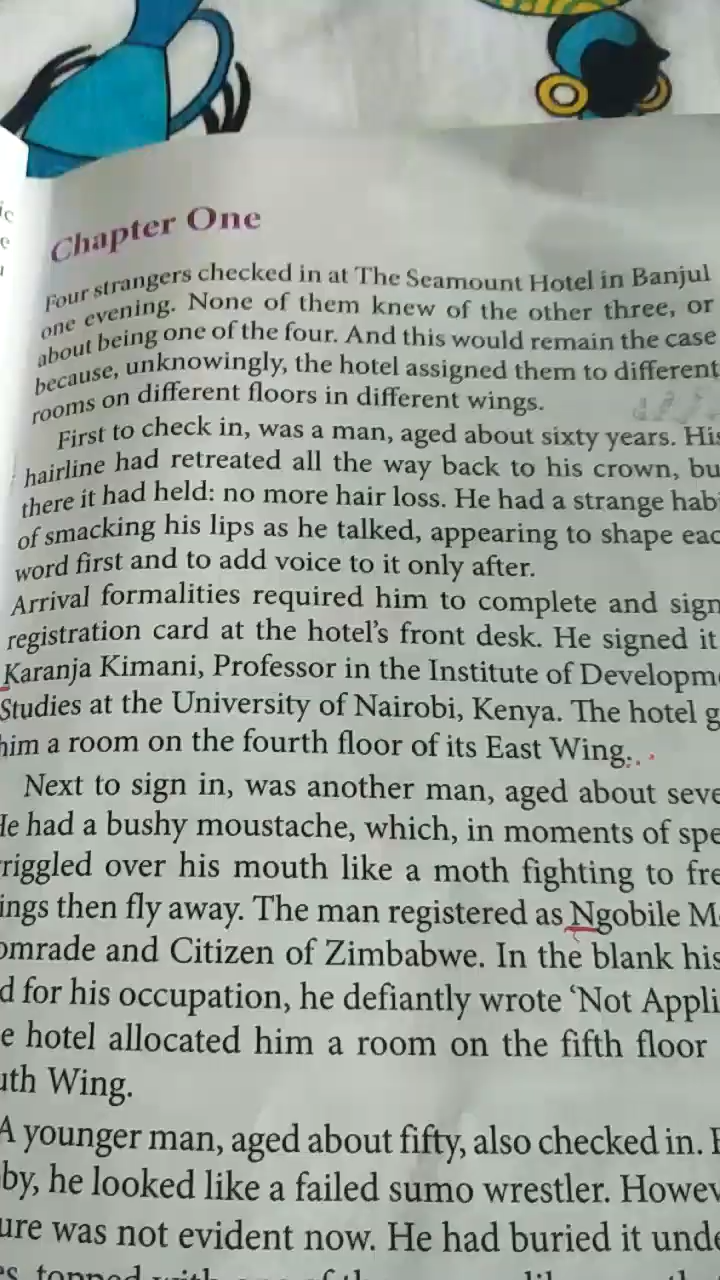 Chapter One
Four strangers checked in at The Seamount Hotel in Banjul
one evening. None of them knew of the other three, or
about being one of the four. And this would remain the case
because, unknowingly, the hotel assigned them to different
rooms on different floors in different wings.
First to check in, was a man, aged about sixty years. His
hairline had retreated all the way back to his crown, bu
there it had held: no more hair loss. He had a strange hab
of smacking his lips as he talked, appearing to shape eac
word first and to add voice to it only after.
Arrival formalities required him to complete and sign
registration card at the hotel's front desk. He signed it
Karanja Kimani, Professor in the Institute of Developm
Studies at the University of Nairobi, Kenya. The hotel g
him a room on the fourth floor of its East Wing.
Next to sign in, was another man, aged about seve
He had a bushy moustache, which, in moments of spe
riggled over his mouth like a moth fighting to fre
ings then fly away. The man registered as Ngobile M
omrade and Citizen of Zimbabwe. In the blank his
d for his occupation, he defiantly wrote 'Not Appli
e hotel allocated him a room on the fifth floor
uth Wing.
A younger man, aged about fifty, also checked in.
by, he looked like a failed sumo wrestler. Howev
ure was not evident now. He had buried it unde